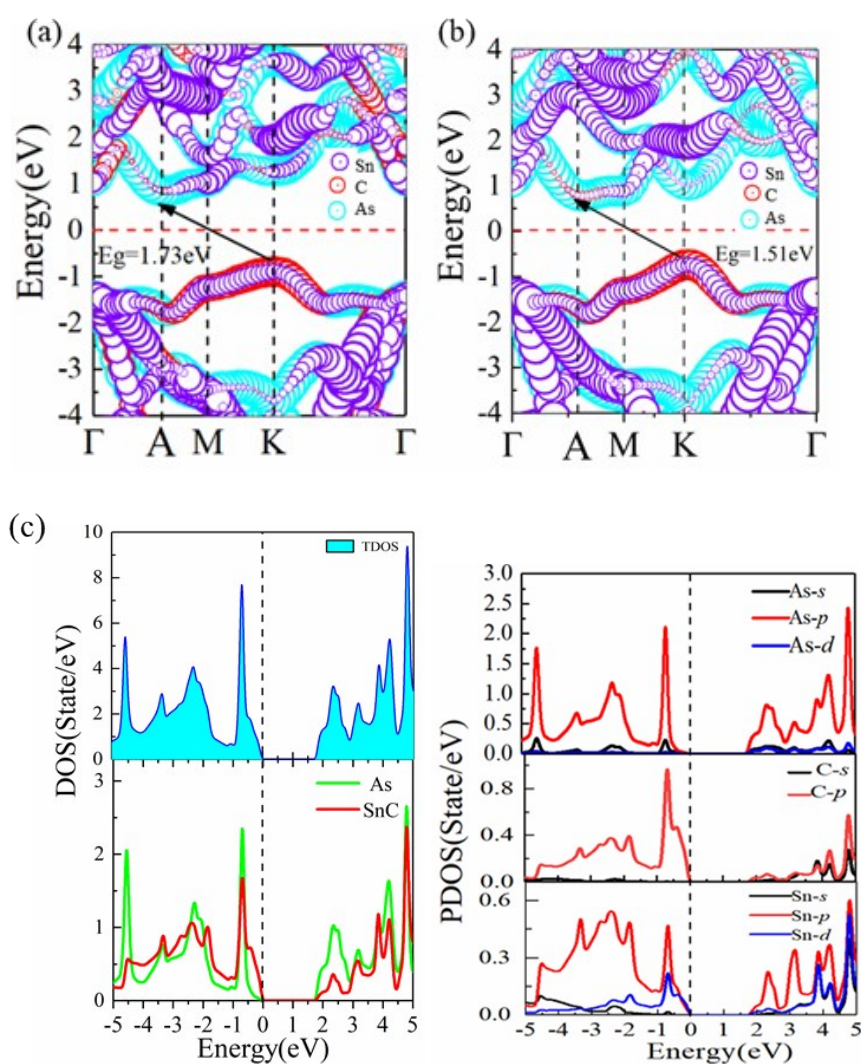 (a)
4
3
2
1
0
-1
-2
-3
-4
Energy(eV)
Sn
C
As
Eg=1.73eV
Γ A M K Γ
(b)
4
3
2
1
0
-1
-2
-3
-4
Energy(eV)
Sn
C
As
Eg=1.51eV
Γ A M K Γ
(c)
10
8
6
4
2
0
TDOS
DOS(State/eV)
3
2
1
0
As
SnC
-5 -4 -3 -2 -1 0 1 2 3 4 5
Energy(eV)
3.0
2.5
2.0
1.5
1.0
0.5
0.0
As-s
As-p
As-d
PDOS(State/eV)
0.8
0.4
0.0
C-s
C-p
0.6
0.3
0.0
Sn-s
Sn-p
Sn-d
-5 -4 -3 -2 -1 0 1 2 3 4 5
Energy(eV)